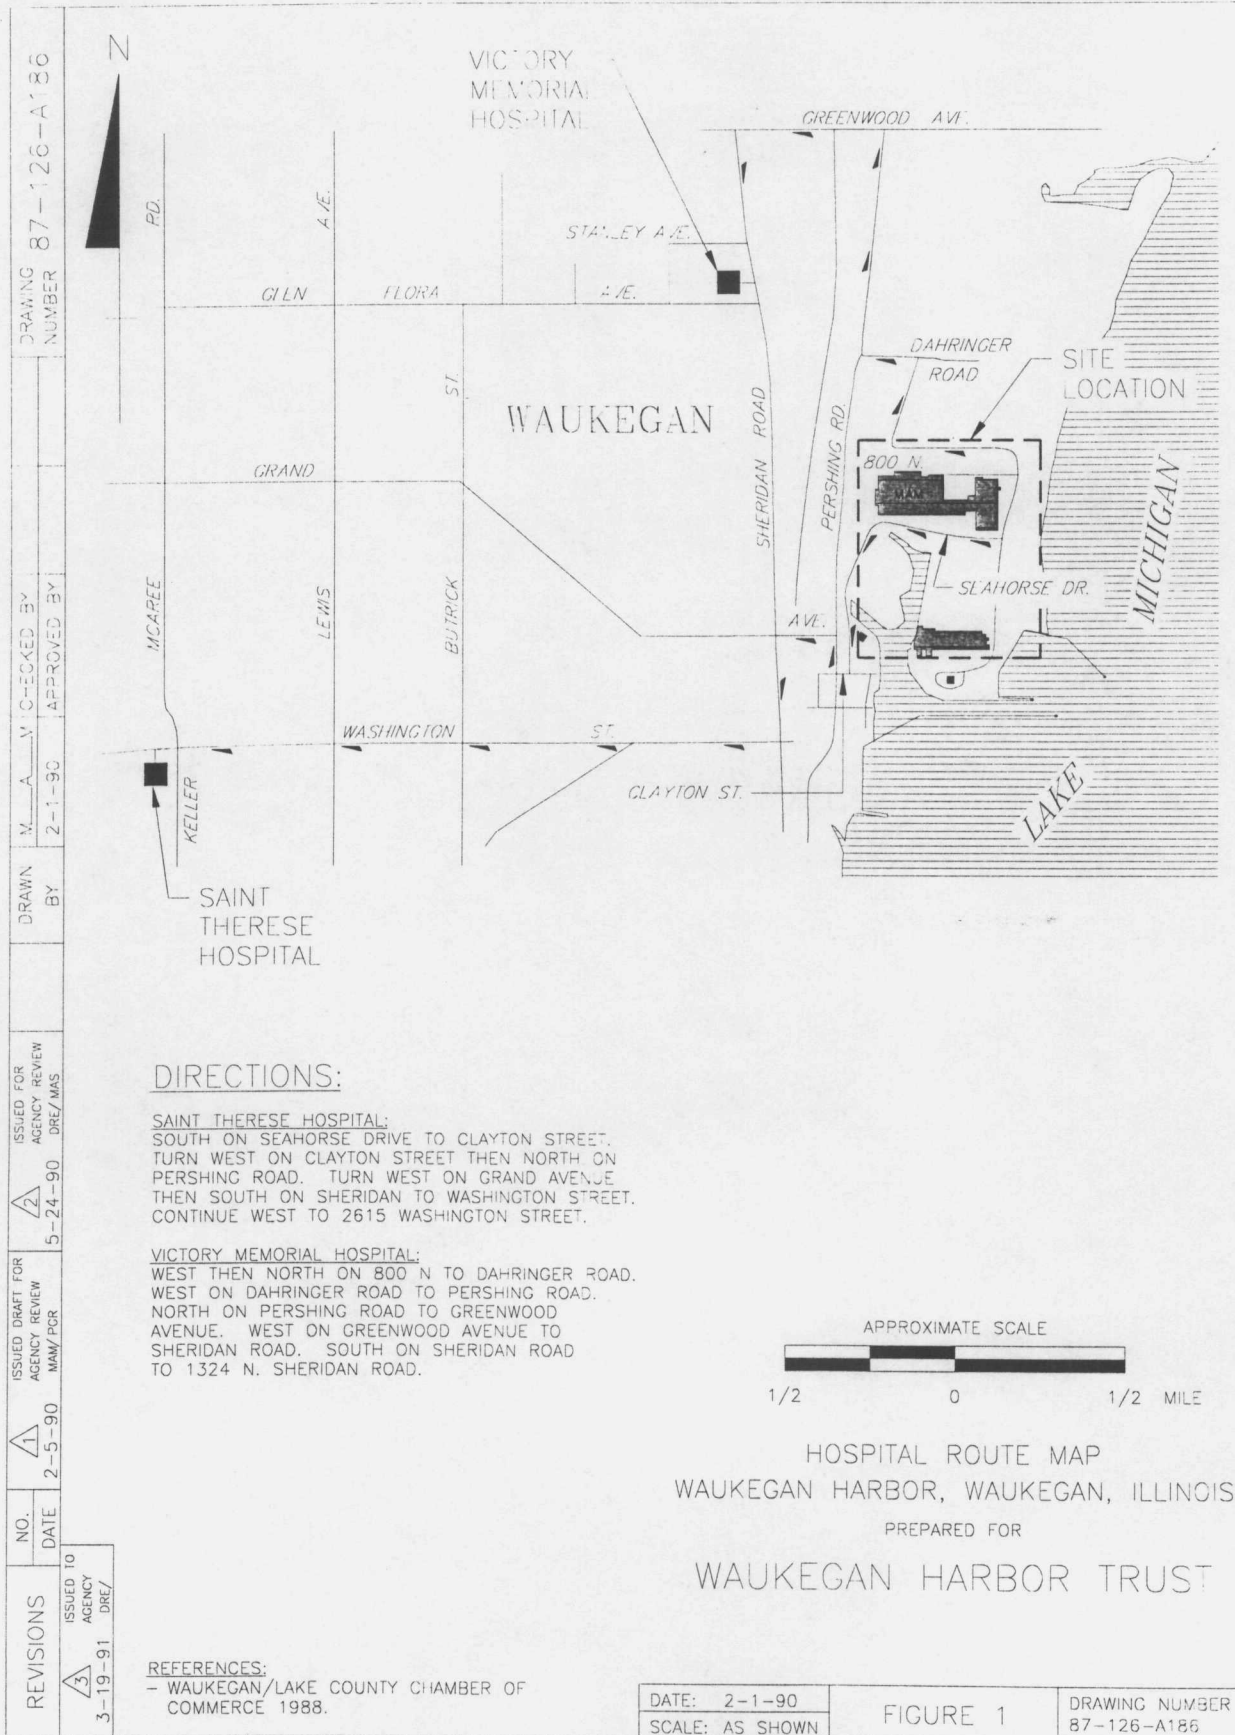 DRAWING 87-126-A186
NUMBER
CHECKED BY
APPROVED BY
DRAWN
BY 2-1-90
N
VICTORY
MEMORIAL
HOSPITAL
GREENWOOD AVE.
RD.
AVE.
STANLEY AVE.
GLEN FLORA AVE.
DAHRINGER
ROAD
SITE
LOCATION
ST.
WAUKEGAN
SHERIDAN ROAD
PERSHING RD.
800 N.
GRAND
MICHIGAN
MCAREE
LEWIS
BUTRICK
SEAHORSE DR.
AVE.
WASHINGTON ST.
KELLER
CLAYTON ST.
LAKE
SAINT
THERESE
HOSPITAL
DIRECTIONS:
SAINT THERESE HOSPITAL:
SOUTH ON SEAHORSE DRIVE TO CLAYTON STREET.
TURN WEST ON CLAYTON STREET THEN NORTH ON
PERSHING ROAD. TURN WEST ON GRAND AVENUE
THEN SOUTH ON SHERIDAN TO WASHINGTON STREET.
CONTINUE WEST TO 2615 WASHINGTON STREET.
VICTORY MEMORIAL HOSPITAL:
WEST THEN NORTH ON 800 N TO DAHRINGER ROAD.
WEST ON DAHRINGER ROAD TO PERSHING ROAD.
NORTH ON PERSHING ROAD TO GREENWOOD
AVENUE. WEST ON GREENWOOD AVENUE TO
SHERIDAN ROAD. SOUTH ON SHERIDAN ROAD
TO 1324 N. SHERIDAN ROAD.
APPROXIMATE SCALE
1/2 0 1/2 MILE
HOSPITAL ROUTE MAP
WAUKEGAN HARBOR, WAUKEGAN, ILLINOIS
PREPARED FOR
WAUKEGAN HARBOR TRUST
REFERENCES:
- WAUKEGAN/LAKE COUNTY CHAMBER OF
COMMERCE 1988.
DATE: 2-1-90
SCALE: AS SHOWN
FIGURE 1
DRAWING NUMBER
87-126-A186
REVISIONS
NO.
DATE
1
2-5-90
ISSUED DRAFT FOR
AGENCY REVIEW
MAM/PGR
2
5-24-90
ISSUED FOR
AGENCY REVIEW
DRE/MAS
3
3-19-91
ISSUED TO
AGENCY
DRE/